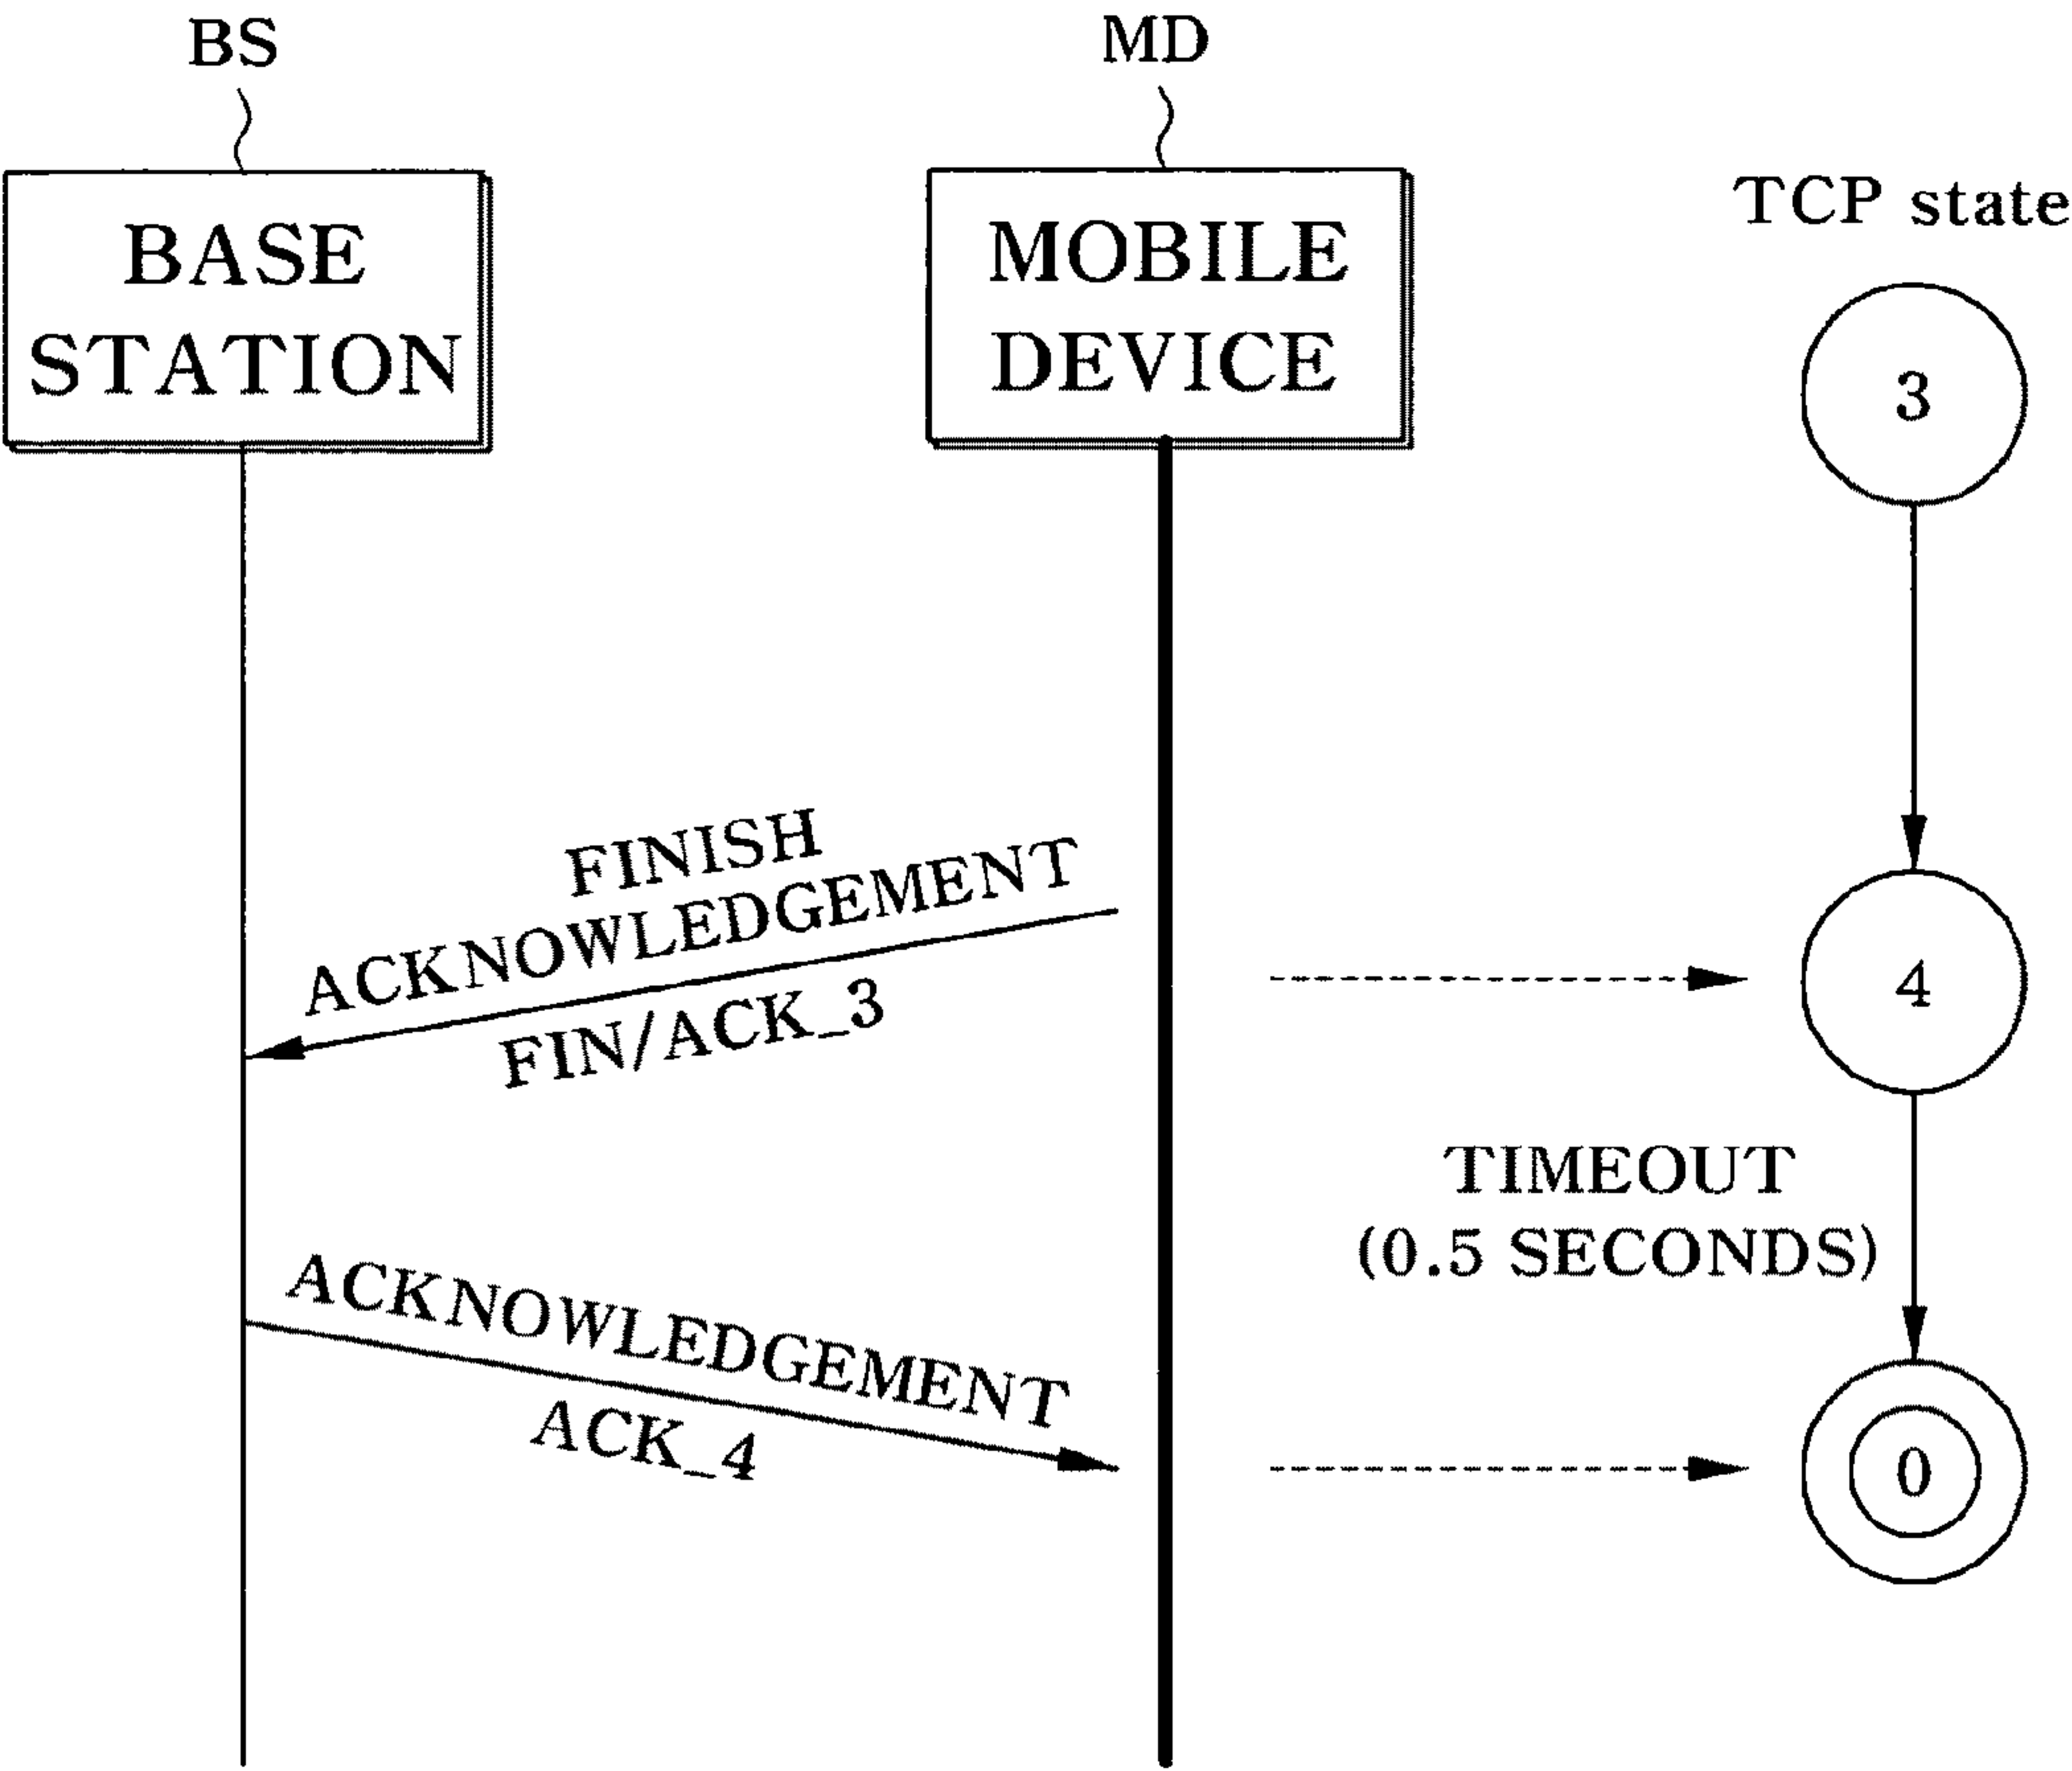 BS
MD
BASE
STATION
MOBILE
DEVICE
TCP state
3
FINISH
ACKNOWLEDGEMENT
FIN/ACK_3
4
TIMEOUT
(0.5 SECONDS)
ACKNOWLEDGEMENT
ACK_4
0